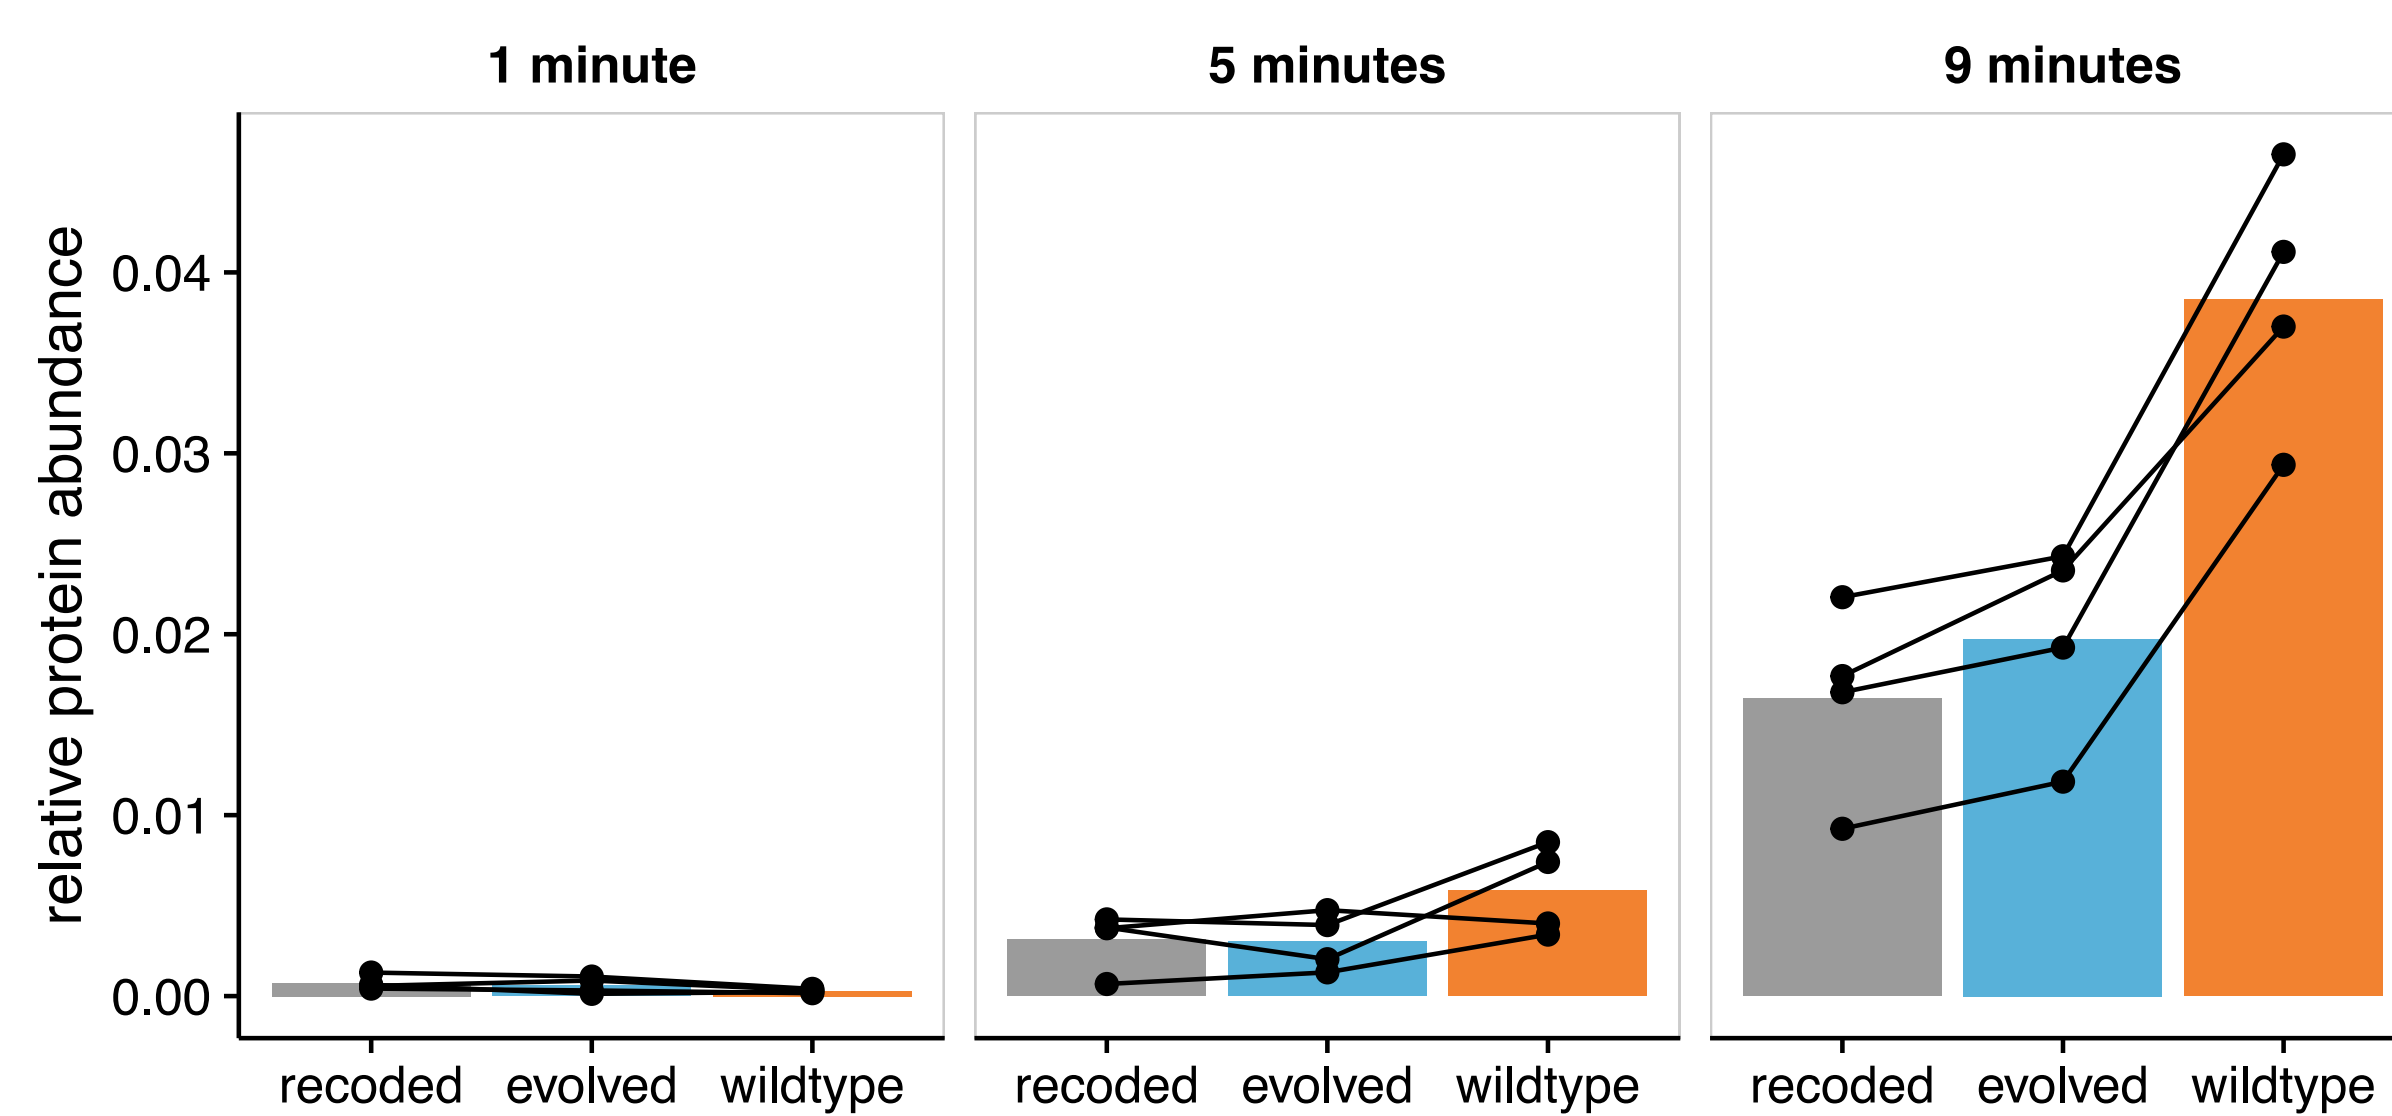 1 minute
5 minutes
9 minutes
relative protein abundance
0.04
0.03
0.02
0.01
0.00
recoded evolved wildtype
recoded evolved wildtype
recoded evolved wildtype